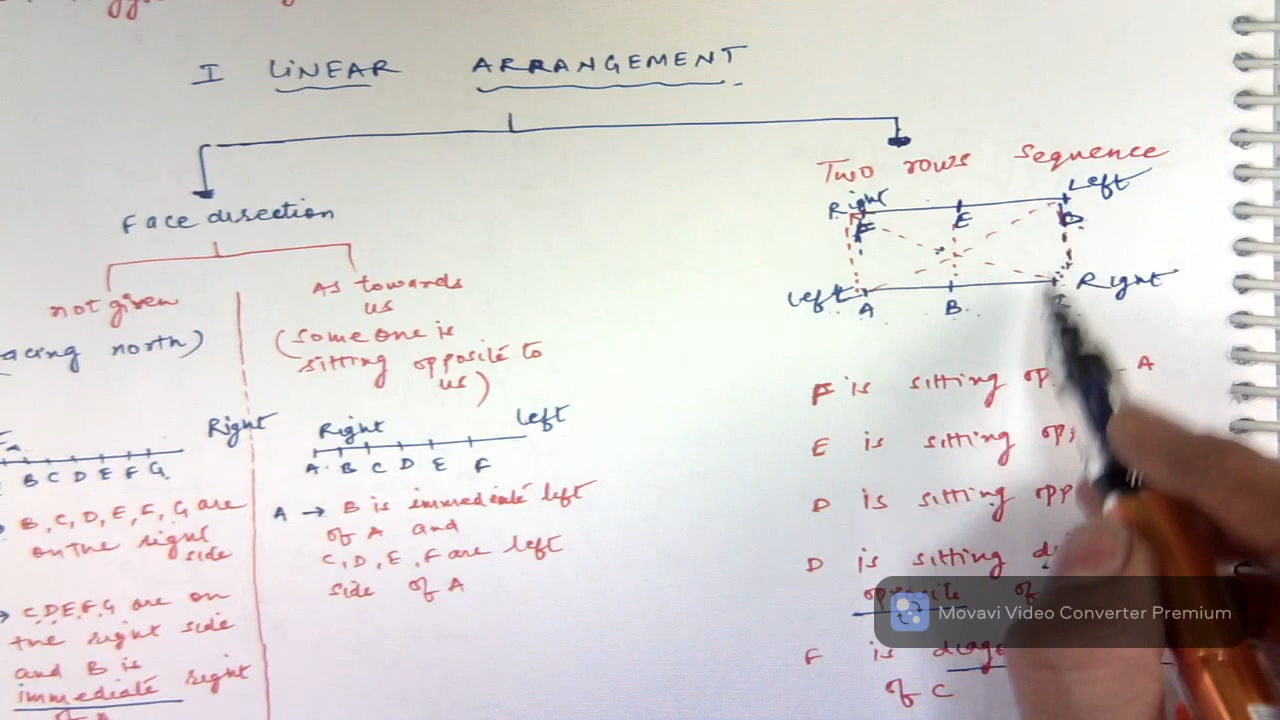 I LINEAR ARRANGEMENT
Face direction
not given
acing north)
Right
B C D E F G
B, C, D, E, F, G are
on the right
side
C,D,E,F,G are on
the right side
and B is
immediate right
As towards
us
(some one is
sitting opposite to
us)
Right Left
A B C D E F
A → B is immediate left
of A and
C, D, E, F are left
side of A
Two rows sequence
Right Left
F E D
Left Right
A B
F is sitting A
E is sitting
D is sitting
D is sitting
opposite of
F is
of C
Movavi Video Converter Premium